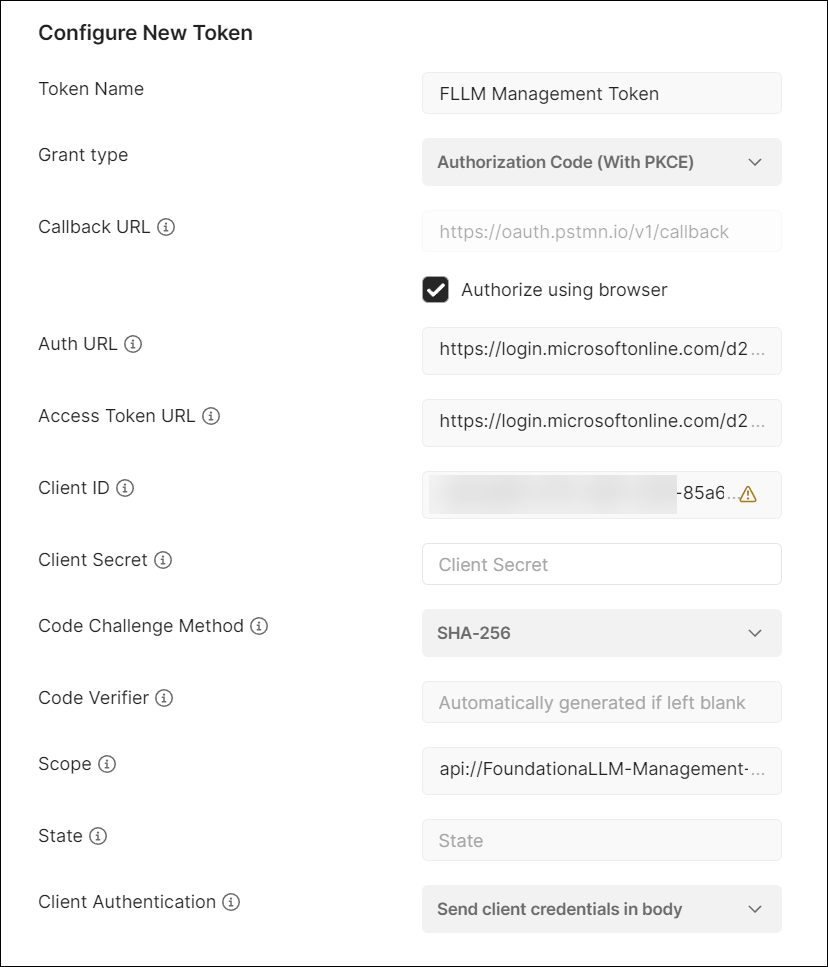 Configure New Token
Token Name
FLLM Management Token
Grant type
Authorization Code (With PKCE)
Callback URL
https://oauth.pstmn.io/v1/callback
Authorize using browser
Auth URL
https://login.microsoftonline.com/d2...
Access Token URL
https://login.microsoftonline.com/d2...
Client ID
-85a6...
Client Secret
Client Secret
Code Challenge Method
SHA-256
Code Verifier
Automatically generated if left blank
Scope
api://FoundationaLLM-Management-...
State
State
Client Authentication
Send client credentials in body